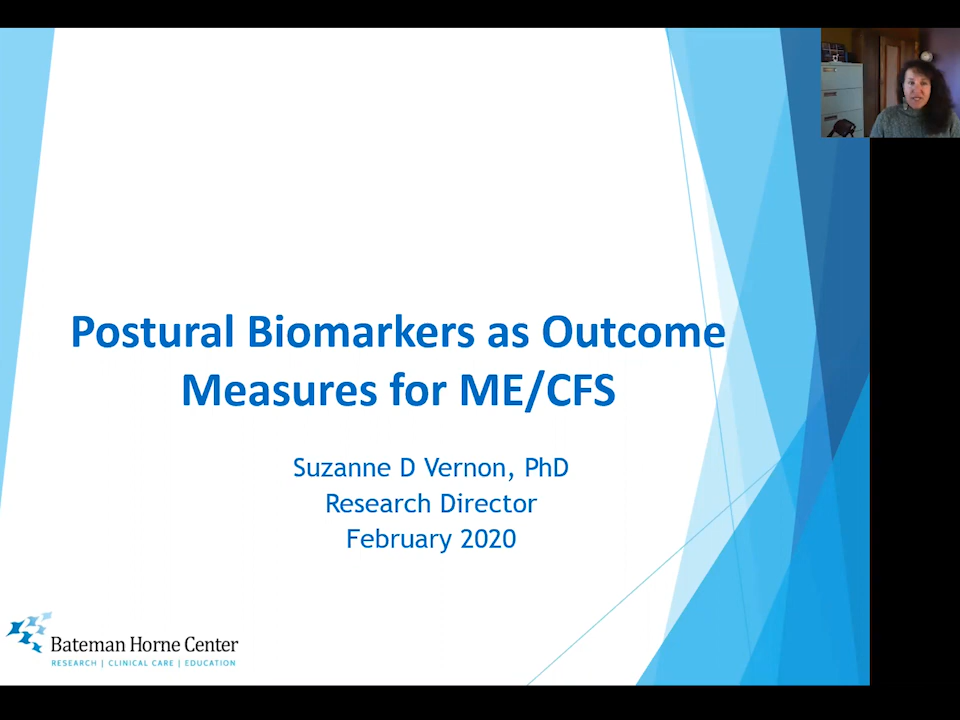 Postural Biomarkers as Outcome
Measures for ME/CFS
Suzanne D Vernon, PhD
Research Director
February 2020
Bateman Horne Center
RESEARCH | CLINICAL CARE | EDUCATION